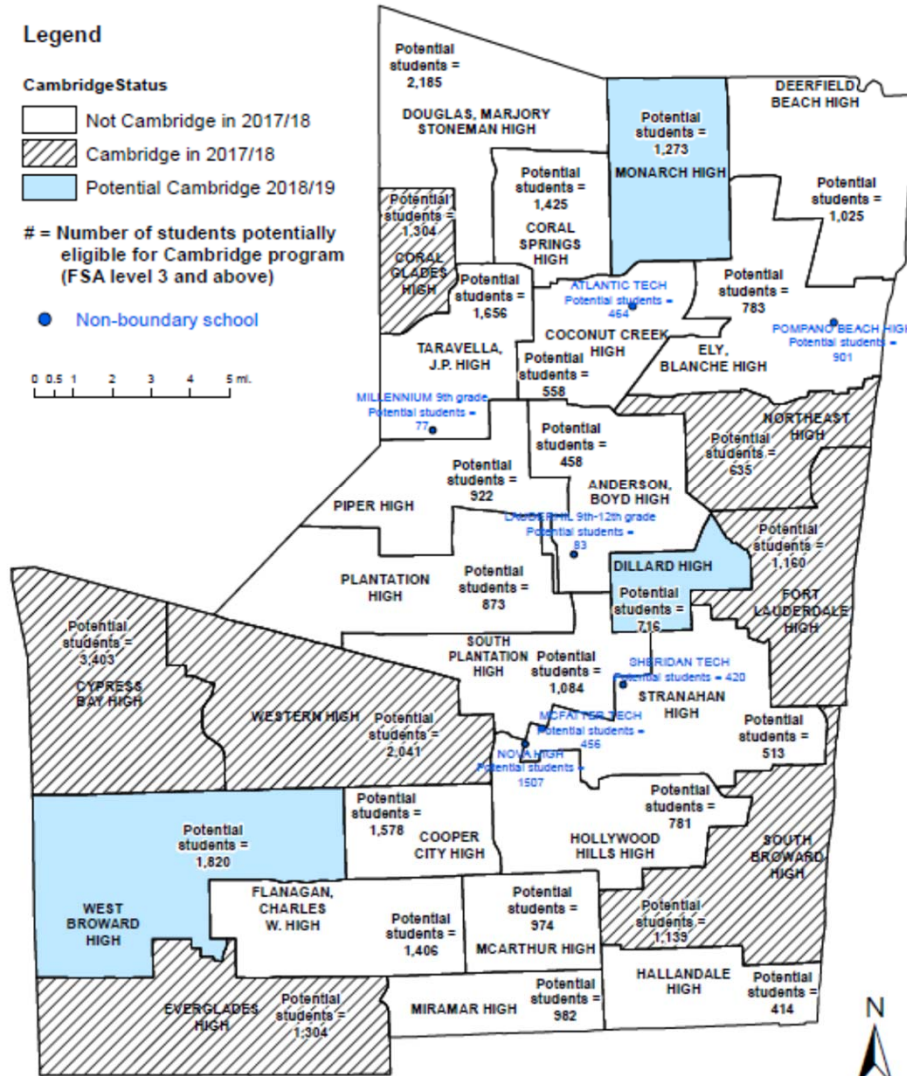 Legend
CambridgeStatus
Not Cambridge in 2017/18
Cambridge in 2017/18
Potential Cambridge 2018/19
# = Number of students potentially
eligible for Cambridge program
(FSA level 3 and above)
Non-boundary school
0 0.5 1 2 3 4 5 mi.
Potential
students =
2,185
DOUGLAS, MARJORY
STONEMAN HIGH
Potential
students =
1,273
MONARCH HIGH
DEERFIELD
BEACH HIGH
Potential
students =
1,025
Potential
students =
1,425
CORAL
SPRINGS
HIGH
Potential
students =
1,304
CORAL
GLADES
HIGH
Potential
students =
1,656
TARAVELLA,
J.P. HIGH
ATLANTIC TECH
Potential students =
464
COCONUT CREEK
HIGH
558
Potential
students =
783
ELY,
BLANCHE HIGH
POMPANO BEACH HIGH
Potential students =
901
MILLENNIUM 9th grade
Potential students =
77
Potential
students =
458
ANDERSON,
BOYD HIGH
NORTHEAST
HIGH
Potential
students =
635
Potential
students =
922
PIPER HIGH
LAUDERHIL 9th-12th grade
Potential students =
83
DILLARD HIGH
Potential
students =
716
Potential
students =
1,160
FORT
LAUDERDALE
HIGH
PLANTATION
HIGH
Potential
students =
873
SOUTH
PLANTATION
HIGH
Potential
students =
1,084
SHERIDAN TECH
Potential students = 420
STRANAHAN
HIGH
Potential
students =
513
Potential
students =
3,403
CYPRESS
BAY HIGH
WESTERN HIGH
Potential
students =
2,041
MCFATTER TECH
Potential students =
456
NOVA HIGH
Potential students =
1507
Potential
students =
1,578
COOPER
CITY HIGH
Potential
students =
781
HOLLYWOOD
HILLS HIGH
SOUTH
BROWARD
HIGH
Potential
students =
1,139
Potential
students =
1,820
WEST
BROWARD
HIGH
FLANAGAN,
CHARLES
W. HIGH
Potential
students =
1,406
Potential
students =
974
MCARTHUR HIGH
HALLANDALE
HIGH
Potential
students =
414
EVERGLADES
HIGH
Potential
students =
1,304
MIRAMAR HIGH
Potential
students =
982
N